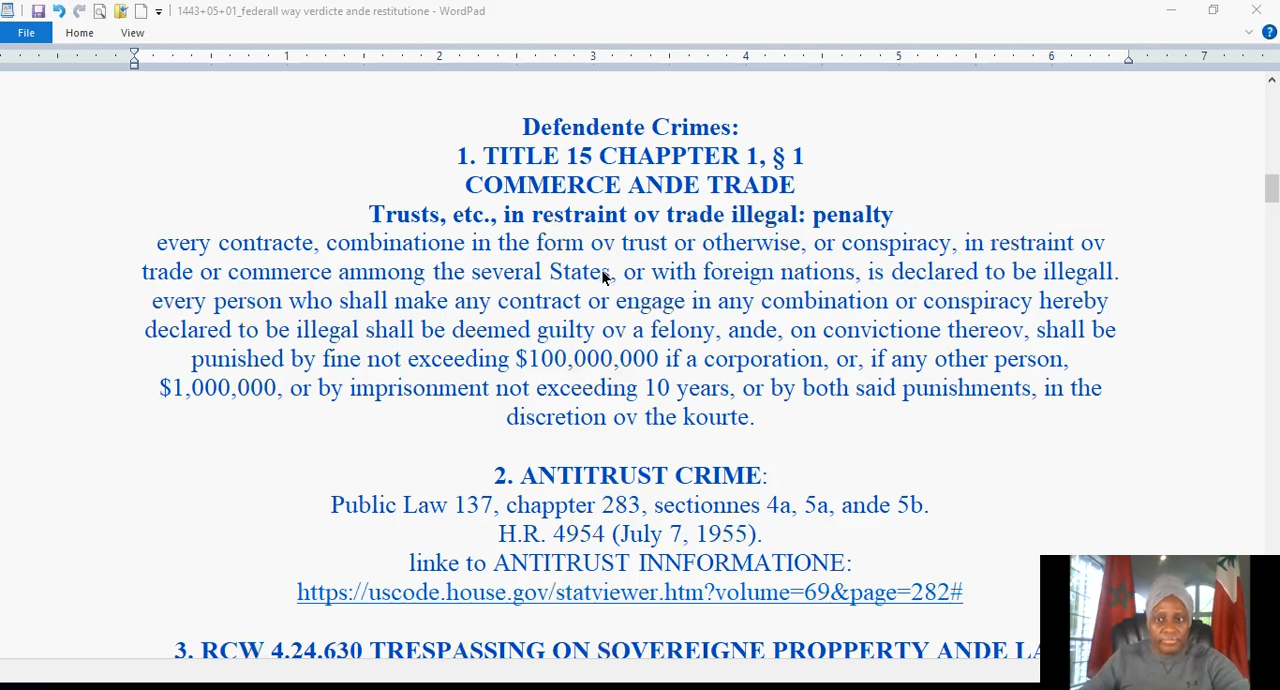 1443+05+01_federall way verdicte ande restitutione - WordPad
File Home View
1 2 3 4 5 6 7
Defendente Crimes:
1. TITLE 15 CHAPPTER 1, § 1
COMMERCE ANDE TRADE
Trusts, etc., in restraint ov trade illegal: penalty
every contracte, combinatione in the form ov trust or otherwise, or conspiracy, in restraint ov
trade or commerce ammong the several States, or with foreign nations, is declared to be illegall.
every person who shall make any contract or engage in any combination or conspiracy hereby
declared to be illegal shall be deemed guilty ov a felony, ande, on convictione thereov, shall be
punished by fine not exceeding $100,000,000 if a corporation, or, if any other person,
$1,000,000, or by imprisonment not exceeding 10 years, or by both said punishments, in the
discretion ov the kourte.
2. ANTITRUST CRIME:
Public Law 137, chappter 283, sectionnes 4a, 5a, ande 5b.
H.R. 4954 (July 7, 1955).
linke to ANTITRUST INNFORMATIONE:
https://uscode.house.gov/statviewer.htm?volume=69&page=282#
3. RCW 4.24.630 TRESPASSING ON SOVEREIGNE PROPPERTY ANDE